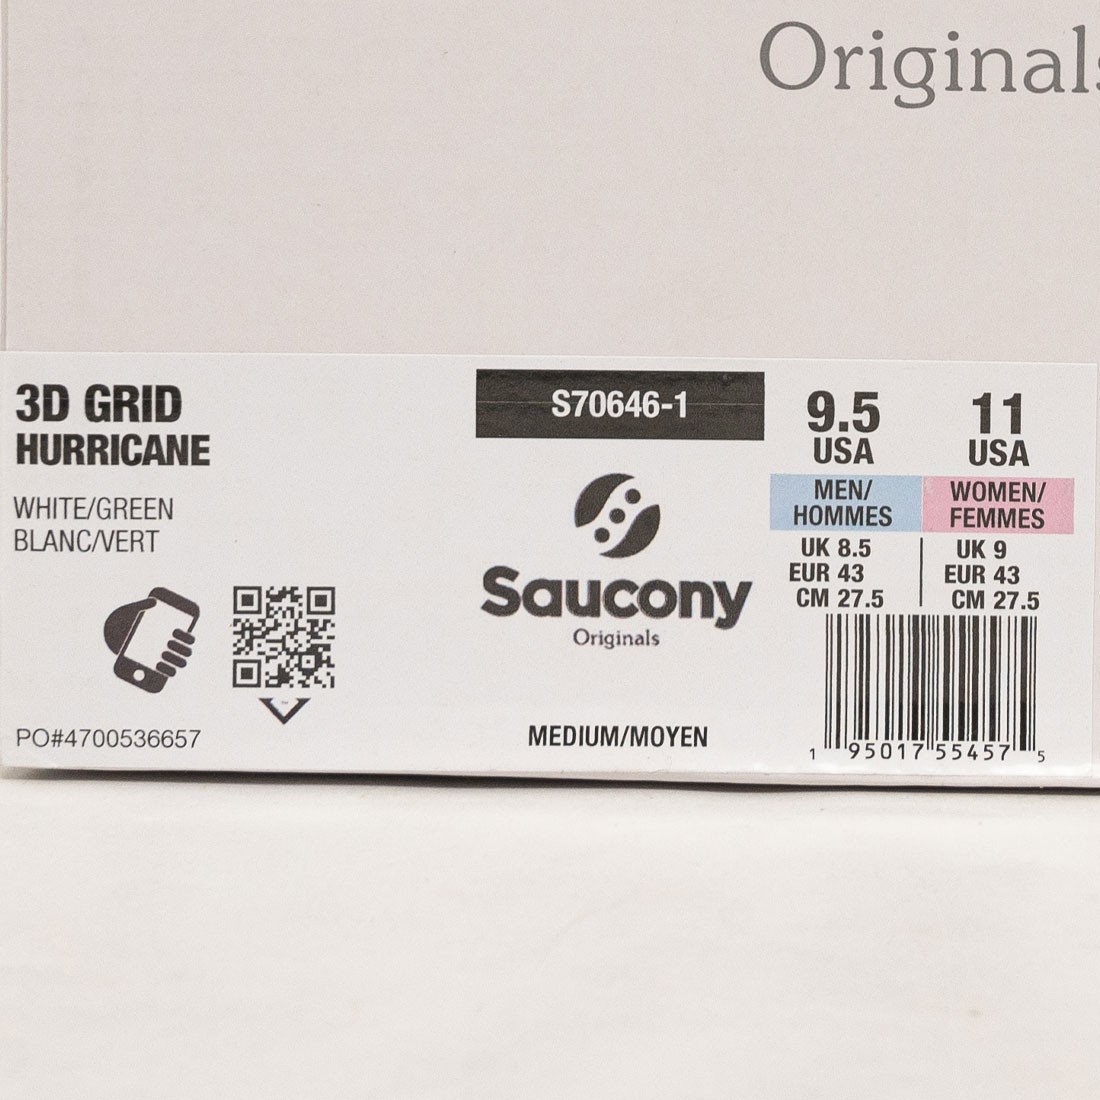 Originals
3D GRID
HURRICANE
WHITE/GREEN
BLANC/VERT
PO#4700536657
S70646-1
Saucony
Originals
MEDIUM/MOYEN
9.5 11
USA USA
MEN/ WOMEN/
HOMMES FEMMES
UK 8.5 UK 9
EUR 43 EUR 43
CM 27.5 CM 27.5
1 95017 55457 5